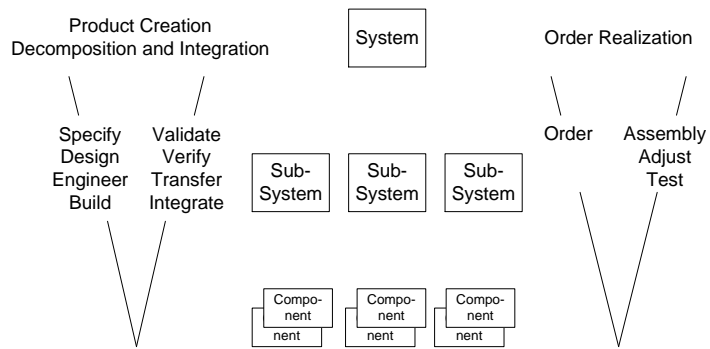 Product Creation
Decomposition and Integration
System
Order Realization
Specify
Design
Engineer
Build
Validate
Verify
Transfer
Integrate
Sub-
System
Sub-
System
Sub-
System
Order
Assembly
Adjust
Test
Compo-
nent
nent
Compo-
nent
nent
Compo-
nent
nent